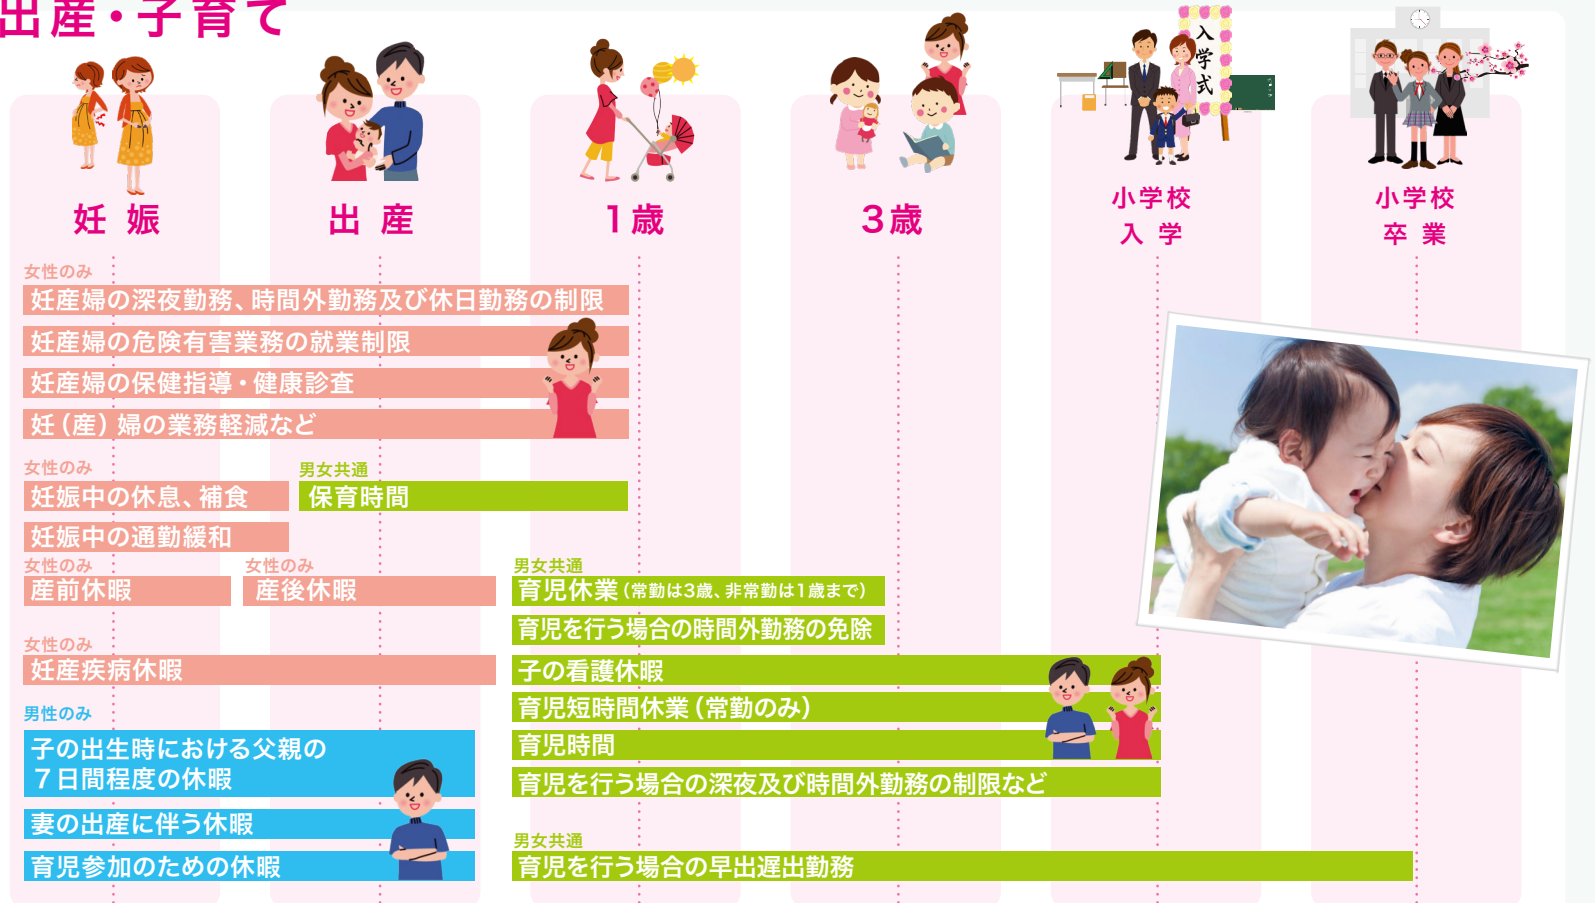 出産・子育て
入学式
妊 娠
出 産
1歳
3歳
小学校
入 学
小学校
卒 業
女性のみ
妊産婦の深夜勤務、時間外勤務及び休日勤務の制限
妊産婦の危険有害業務の就業制限
妊産婦の保健指導・健康診査
妊（産）婦の業務軽減など
女性のみ
男女共通
妊娠中の休息、補食
保育時間
妊娠中の通勤緩和
女性のみ
女性のみ
男女共通
産前休暇
産後休暇
育児休業（常勤は3歳、非常勤は1歳まで）
育児を行う場合の時間外勤務の免除
女性のみ
妊産疾病休暇
子の看護休暇
育児短時間休業（常勤のみ）
育児時間
育児を行う場合の深夜及び時間外勤務の制限など
男性のみ
子の出生時における父親の
７日間程度の休暇
妻の出産に伴う休暇
育児参加のための休暇
男女共通
育児を行う場合の早出遅出勤務